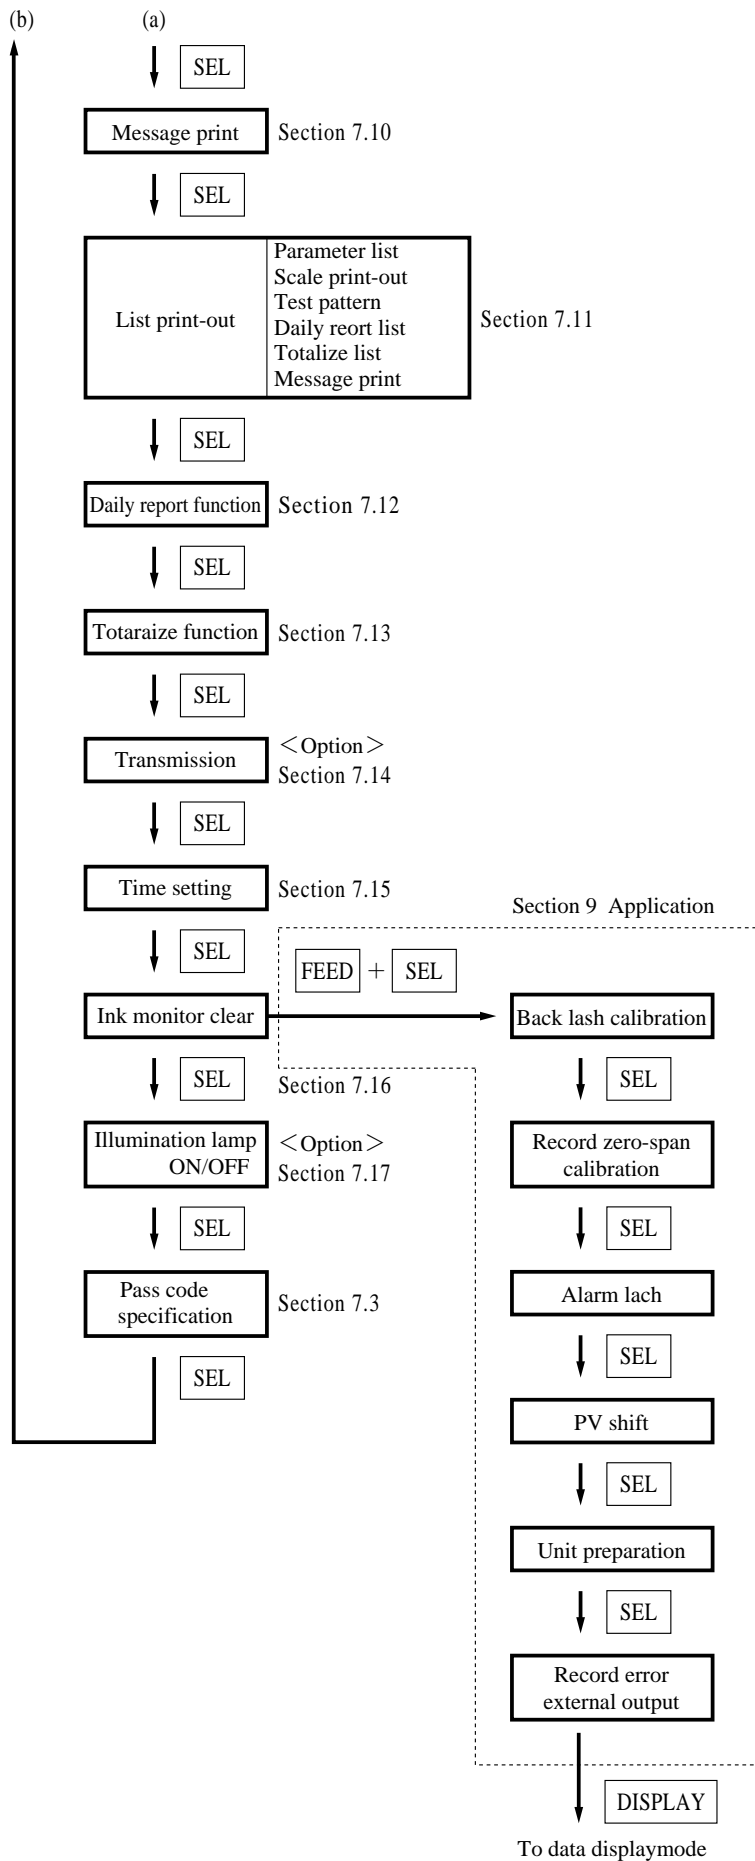 (b)
(a)
SEL
Message print
Section 7.10
SEL
List print-out
Parameter list
Scale print-out
Test pattern
Daily reort list
Totalize list
Message print
Section 7.11
SEL
Daily report function
Section 7.12
SEL
Totaraize function
Section 7.13
SEL
Transmission
＜Option＞
Section 7.14
SEL
Time setting
Section 7.15
SEL
Ink monitor clear
Section 9 Application
FEED + SEL
SEL
Section 7.16
Illumination lamp
ON/OFF
＜Option＞
Section 7.17
SEL
Pass code
specification
Section 7.3
SEL
Back lash calibration
SEL
Record zero-span
calibration
SEL
Alarm lach
SEL
PV shift
SEL
Unit preparation
SEL
Record error
external output
DISPLAY
To data displaymode